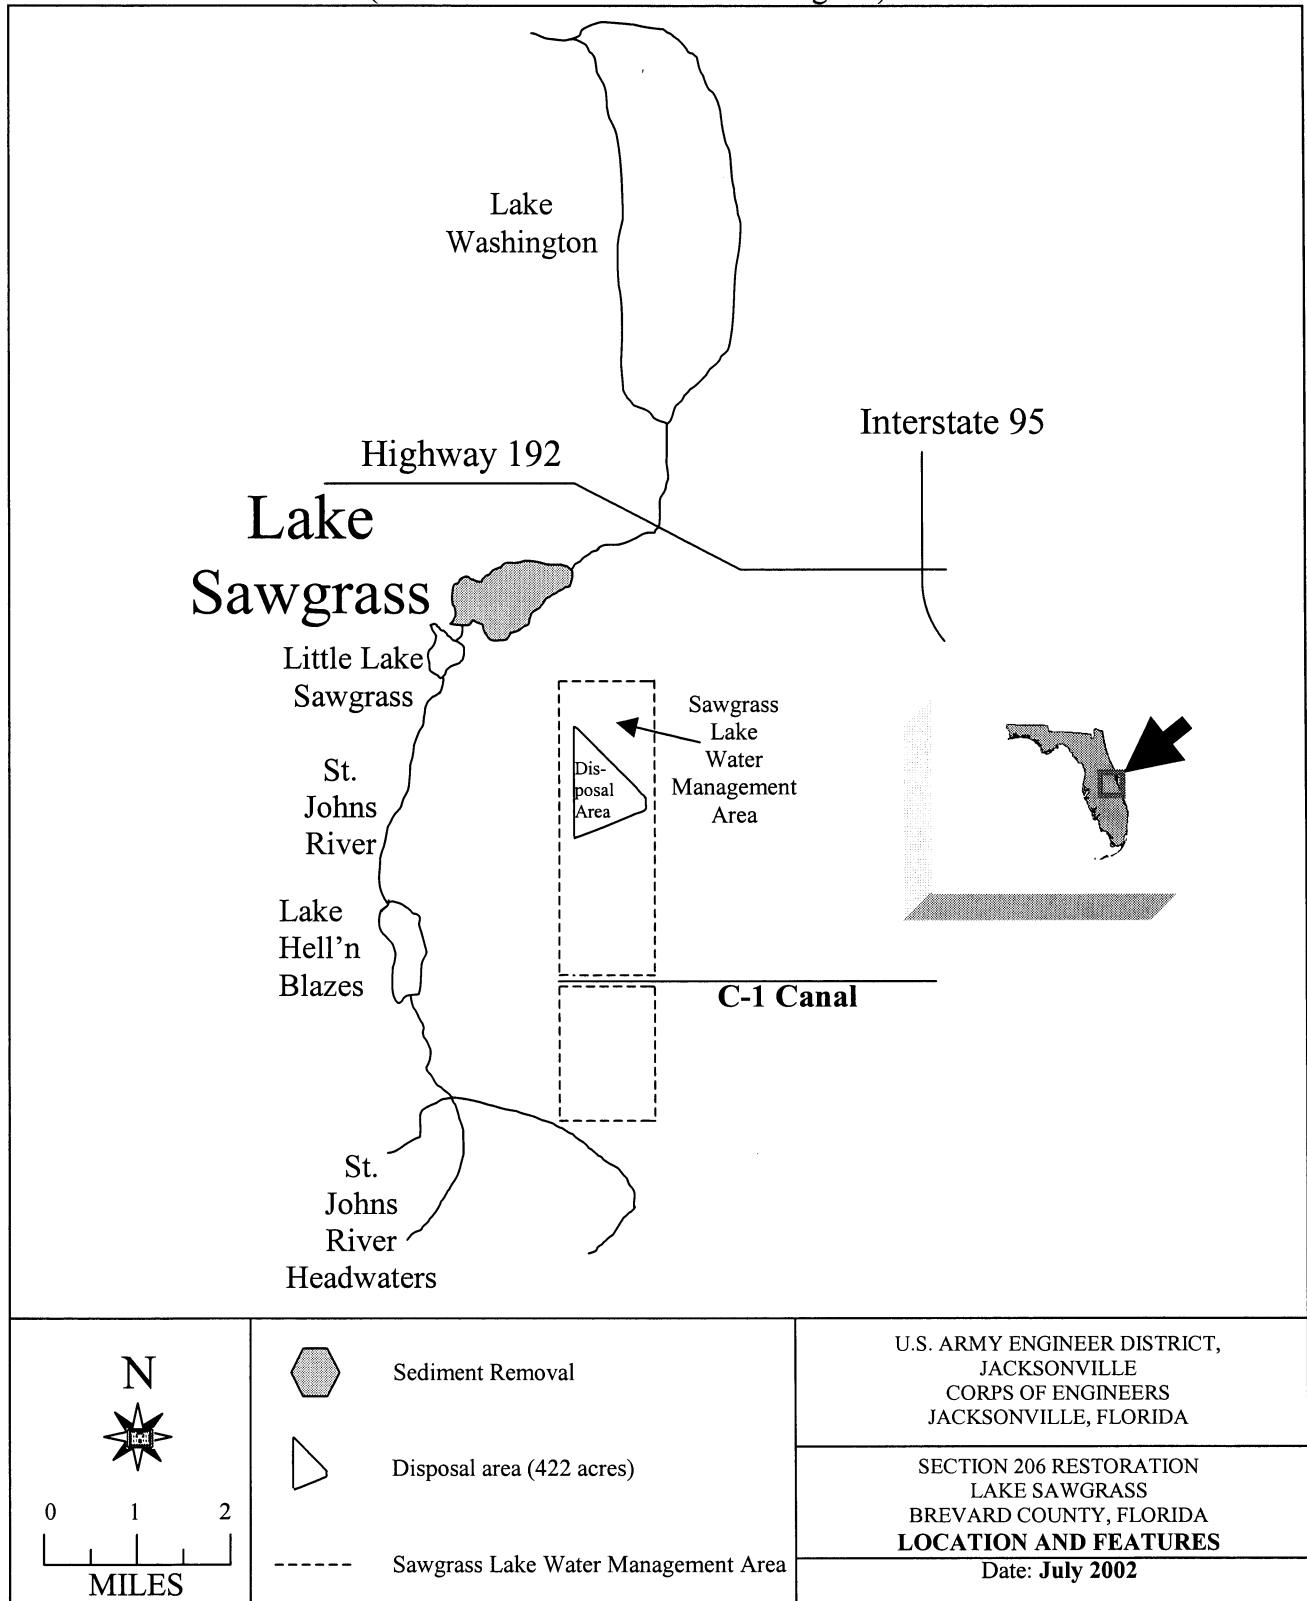 Lake
Washington
Interstate 95
Highway 192
Lake
Sawgrass
Little Lake
Sawgrass
Sawgrass
Lake
Water
Management
Area
Dis-
posal
Area
St.
Johns
River
Lake
Hell'n
Blazes
C-1 Canal
St.
Johns
River
Headwaters
N
0 1 2
MILES
Sediment Removal
Disposal area (422 acres)
Sawgrass Lake Water Management Area
U.S. ARMY ENGINEER DISTRICT,
JACKSONVILLE
CORPS OF ENGINEERS
JACKSONVILLE, FLORIDA
SECTION 206 RESTORATION
LAKE SAWGRASS
BREVARD COUNTY, FLORIDA
LOCATION AND FEATURES
Date: July 2002